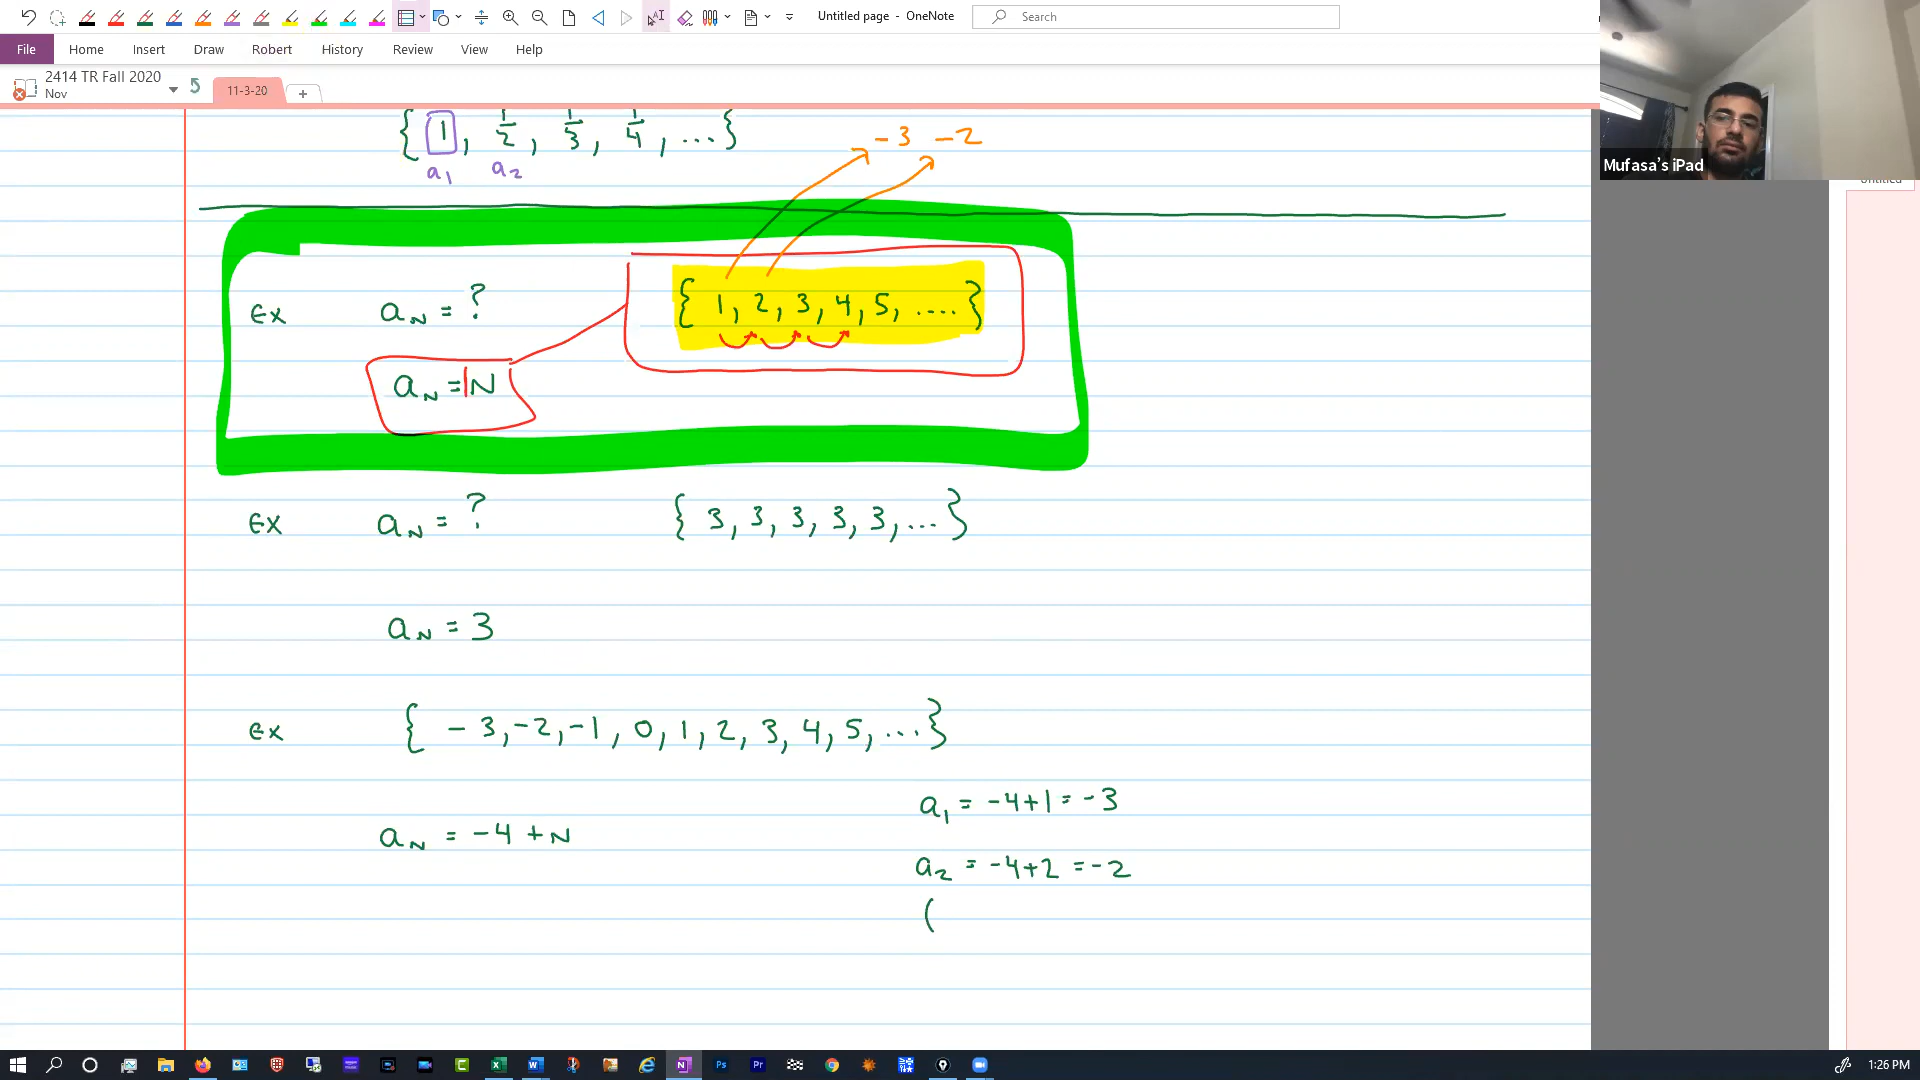 Untitled page - OneNote
Search
File Home Insert Draw Robert History Review View Help
2414 TR Fall 2020
Nov
11-3-20
+
Mufasa's iPad
{ 1, 1/2, 1/3, 1/4, ... }
a1 a2
-3 -2
Ex aN = ? { 1, 2, 3, 4, 5, .... }
aN = 1N
Ex aN = ? { 3, 3, 3, 3, 3, ... }
aN = 3
Ex { -3, -2, -1, 0, 1, 2, 3, 4, 5, ... }
a1 = -4+1 = -3
aN = -4 + N
a2 = -4+2 = -2
(
1:26 PM